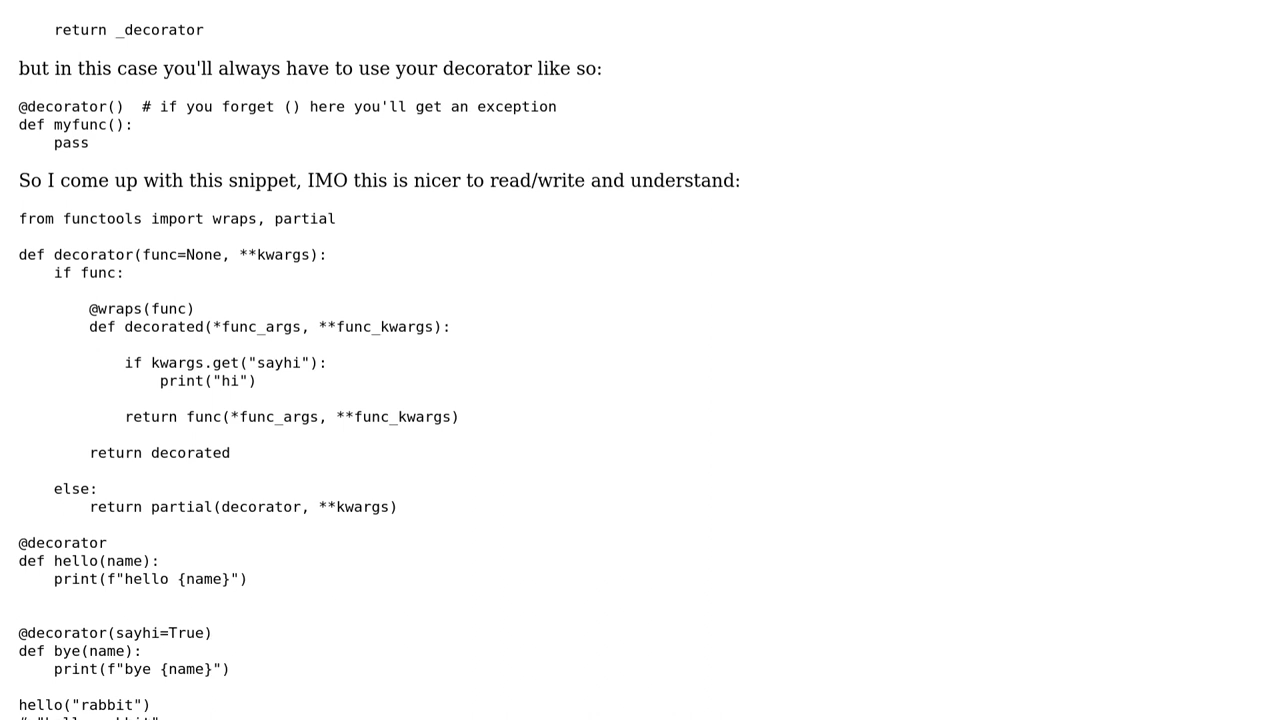 return _decorator
but in this case you'll always have to use your decorator like so:
@decorator()  # if you forget () here you'll get an exception
def myfunc():
    pass
So I come up with this snippet, IMO this is nicer to read/write and understand:
from functools import wraps, partial
def decorator(func=None, **kwargs):
    if func:
        @wraps(func)
        def decorated(*func_args, **func_kwargs):
            if kwargs.get("sayhi"):
                print("hi")
            return func(*func_args, **func_kwargs)
        return decorated
    else:
        return partial(decorator, **kwargs)
@decorator
def hello(name):
    print(f"hello {name}")
@decorator(sayhi=True)
def bye(name):
    print(f"bye {name}")
hello("rabbit")